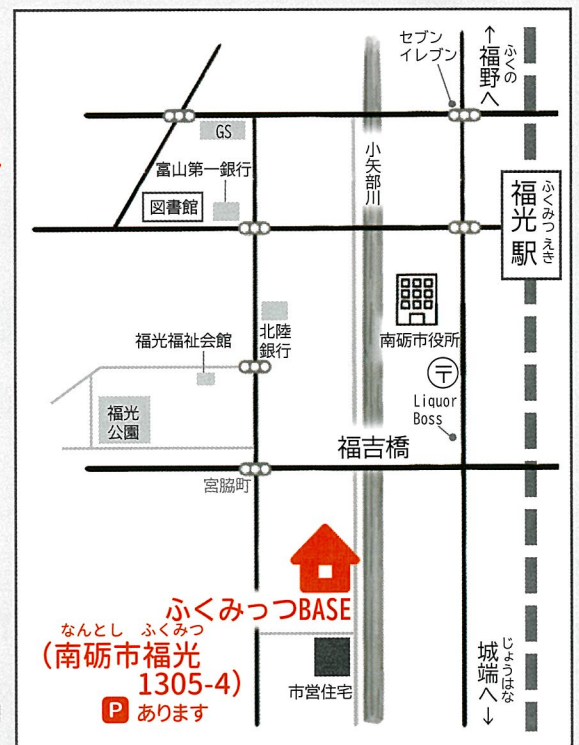 セブン
イレブン
↑福野へ
ふくの
GS
富山第一銀行
図書館
小矢部川
福光駅
ふくみつ えき
南砺市役所
北陸
銀行
福光福祉会館
〒
Liquor
Boss
福光
公園
福吉橋
宮脇町
ふくみっつBASE
なんとし ふくみつ
(南砺市福光
1305-4)
P あります
市営住宅
城端へ↓
じょうはな